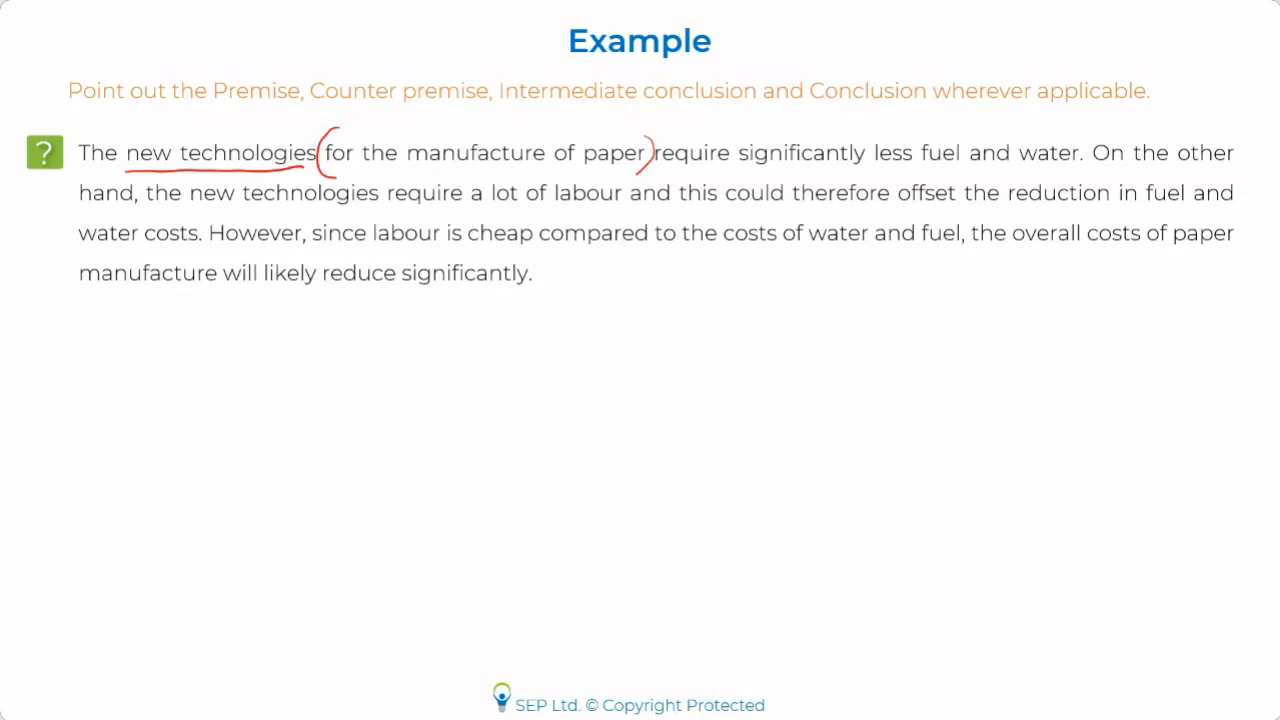 Example
Point out the Premise, Counter premise, Intermediate conclusion and Conclusion wherever applicable.
?
The new technologies for the manufacture of paper require significantly less fuel and water. On the other
hand, the new technologies require a lot of labour and this could therefore offset the reduction in fuel and
water costs. However, since labour is cheap compared to the costs of water and fuel, the overall costs of paper
manufacture will likely reduce significantly.
SEP Ltd. © Copyright Protected